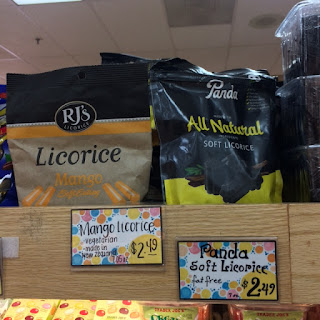 RJ's
LICORICE
Licorice
Mango
Panda
All Natural
SOFT LICORICE
Mango Licorice
-vegetarian
-made in
New Zealand
$2.49
Panda
Soft Licorice
fat free
$2.49